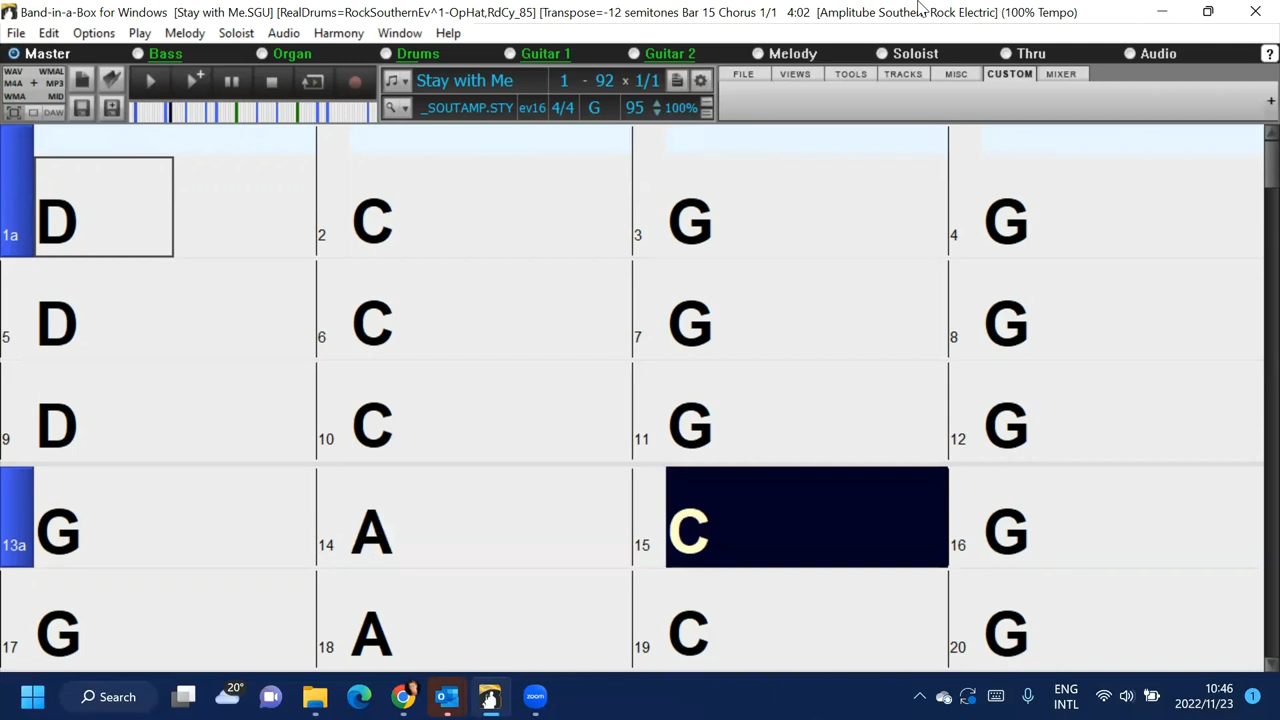 Band-in-a-Box for Windows [Stay with Me.SGU] [RealDrums=RockSouthernEv^1-OpHat,RdCy_85] [Transpose=-12 semitones Bar 15 Chorus 1/1 4:02 [Amplitube Southern Rock Electric] (100% Tempo)
File Edit Options Play Melody Soloist Audio Harmony Window Help
Master Bass Organ Drums Guitar 1 Guitar 2 Melody Soloist Thru Audio ?
WAV WMAL
M4A + MP3
WMA MID
DAW
Stay with Me 1 - 92 x 1/1
_SOUTAMP.STY ev16 4/4 G 95 100%
FILE VIEWS TOOLS TRACKS MISC CUSTOM MIXER
+
1a D 2 C 3 G 4 G
5 D 6 C 7 G 8 G
9 D 10 C 11 G 12 G
13a G 14 A 15 C 16 G
17 G 18 A 19 C 20 G
Search 20° zoom ENG INTL 10:46 2022/11/23 1